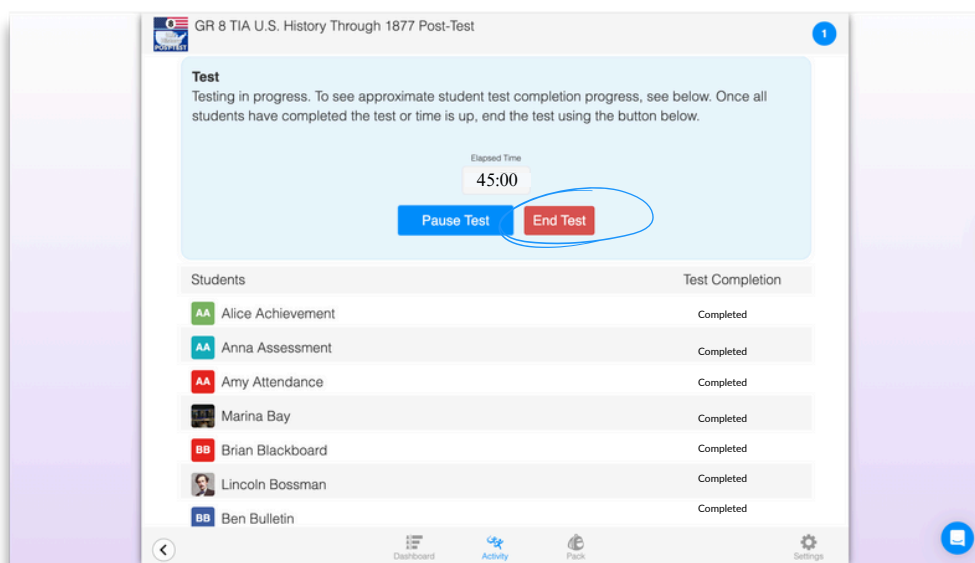 GR 8 TIA U.S. History Through 1877 Post-Test
1
POSTTEST
Test
Testing in progress. To see approximate student test completion progress, see below. Once all
students have completed the test or time is up, end the test using the button below.
Elapsed Time
45:00
Pause Test End Test
Students Test Completion
AA Alice Achievement Completed
AA Anna Assessment Completed
AA Amy Attendance Completed
Marina Bay Completed
BB Brian Blackboard Completed
Lincoln Bossman Completed
BB Ben Bulletin Completed
Dashboard Activity Pack Settings